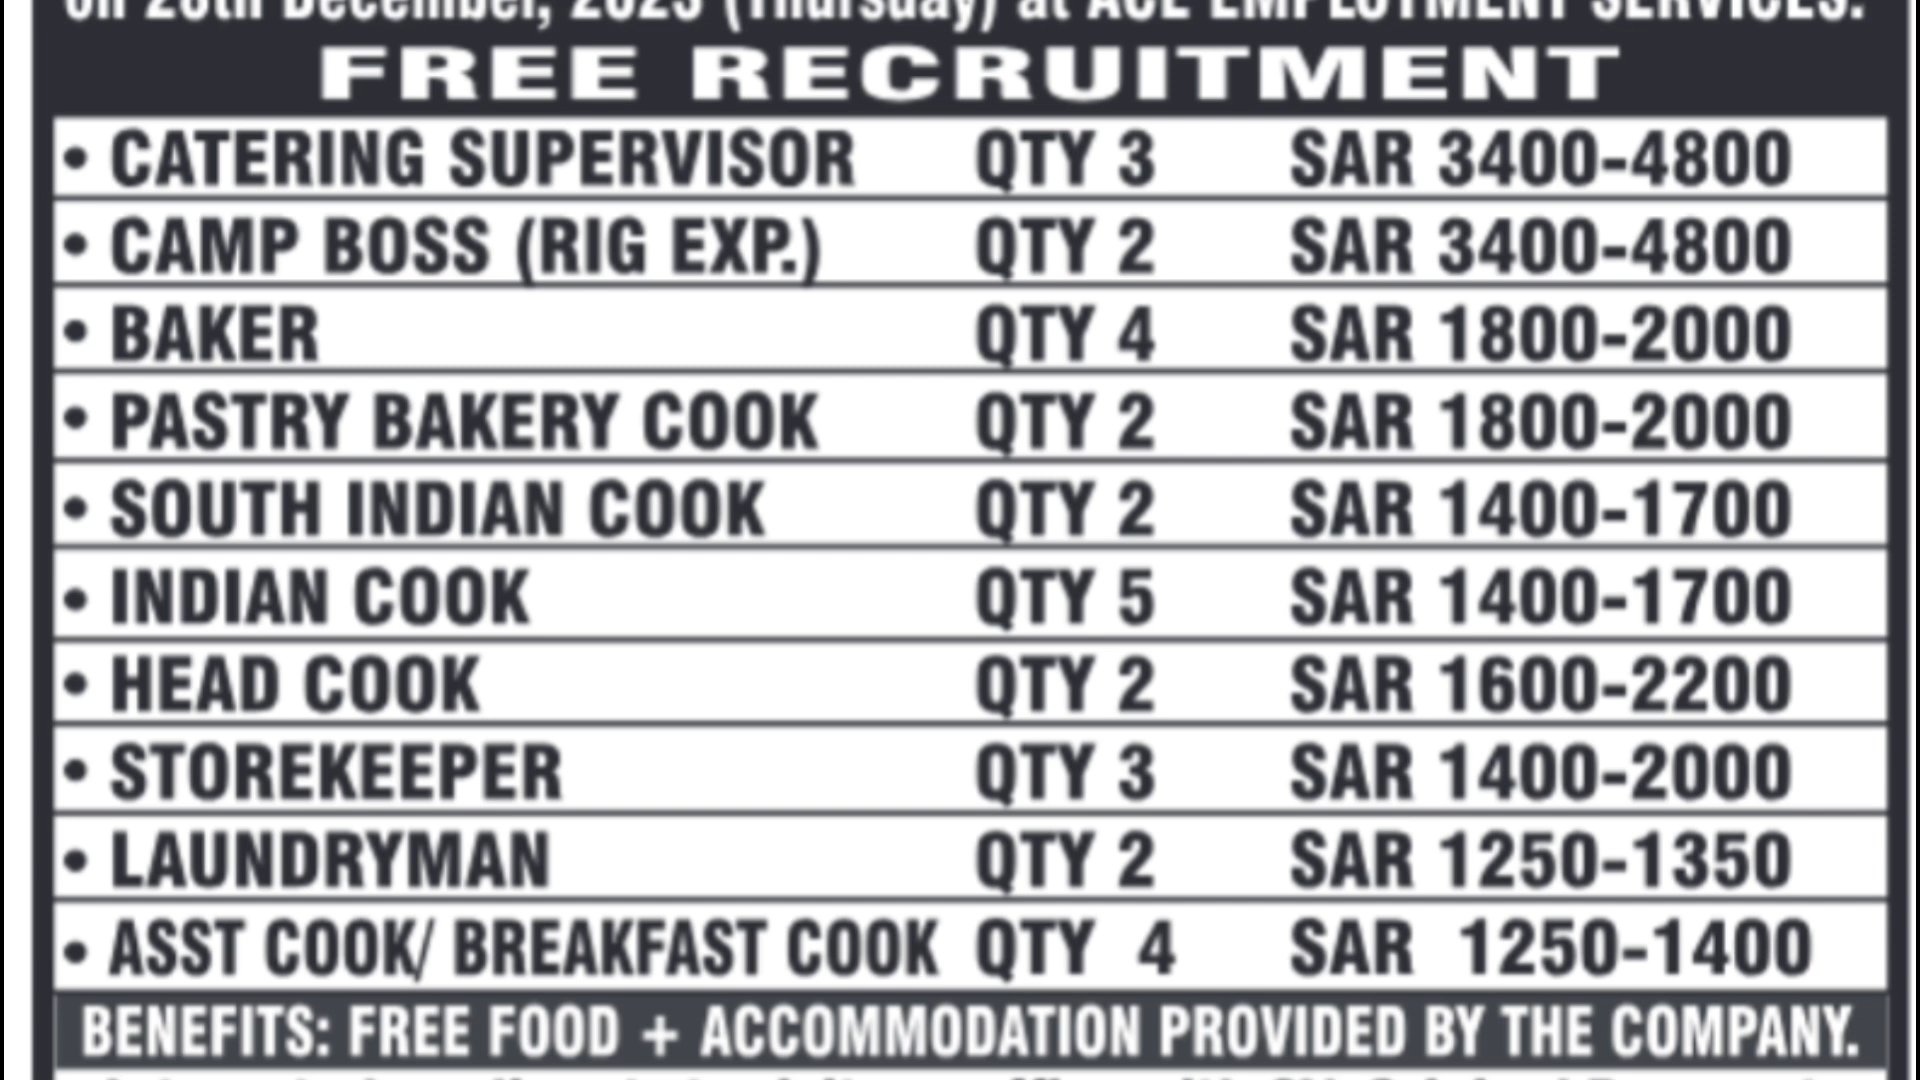 on 28th December, 2023 (Thursday) at ACE EMPLOYMENT SERVICES.
FREE RECRUITMENT
• CATERING SUPERVISOR QTY 3 SAR 3400-4800
• CAMP BOSS (RIG EXP.) QTY 2 SAR 3400-4800
• BAKER QTY 4 SAR 1800-2000
• PASTRY BAKERY COOK QTY 2 SAR 1800-2000
• SOUTH INDIAN COOK QTY 2 SAR 1400-1700
• INDIAN COOK QTY 5 SAR 1400-1700
• HEAD COOK QTY 2 SAR 1600-2200
• STOREKEEPER QTY 3 SAR 1400-2000
• LAUNDRYMAN QTY 2 SAR 1250-1350
• ASST COOK/ BREAKFAST COOK QTY 4 SAR 1250-1400
BENEFITS: FREE FOOD + ACCOMMODATION PROVIDED BY THE COMPANY.